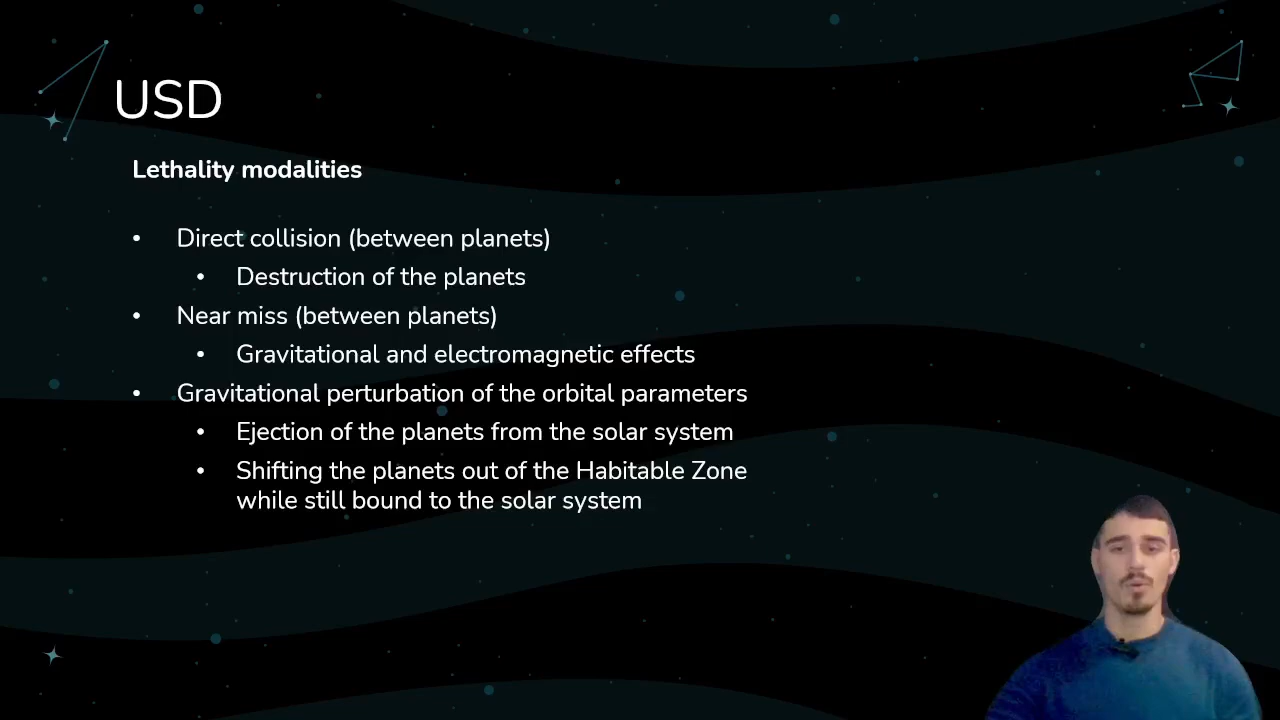 USD
Lethality modalities
• Direct collision (between planets)
• Destruction of the planets
• Near miss (between planets)
• Gravitational and electromagnetic effects
• Gravitational perturbation of the orbital parameters
• Ejection of the planets from the solar system
• Shifting the planets out of the Habitable Zone
while still bound to the solar system